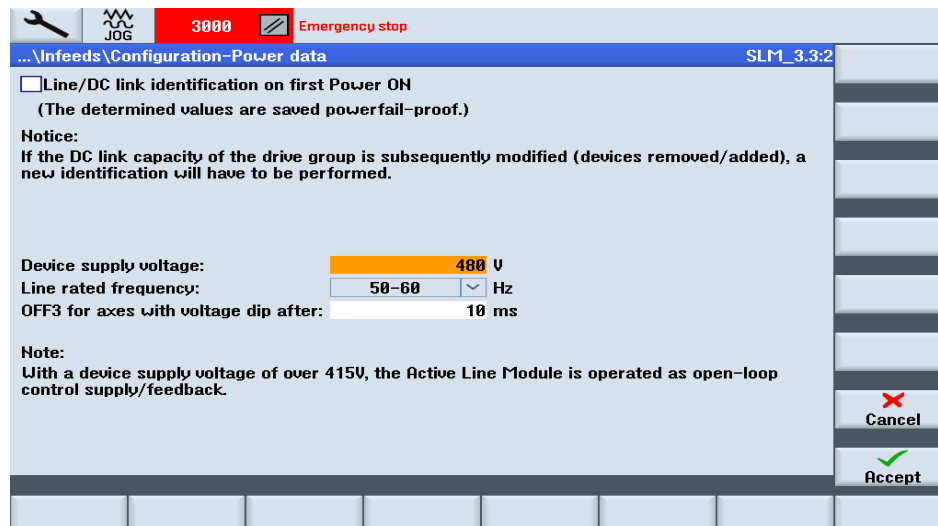 JOG
3000
Emergency stop
...\Infeeds\Configuration-Power data SLM_3.3:2
Line/DC link identification on first Power ON
(The determined values are saved powerfail-proof.)
Notice:
If the DC link capacity of the drive group is subsequently modified (devices removed/added), a
new identification will have to be performed.
Device supply voltage: 480 V
Line rated frequency: 50-60 Hz
OFF3 for axes with voltage dip after: 10 ms
Note:
With a device supply voltage of over 415V, the Active Line Module is operated as open-loop
control supply/feedback.
Cancel
Accept